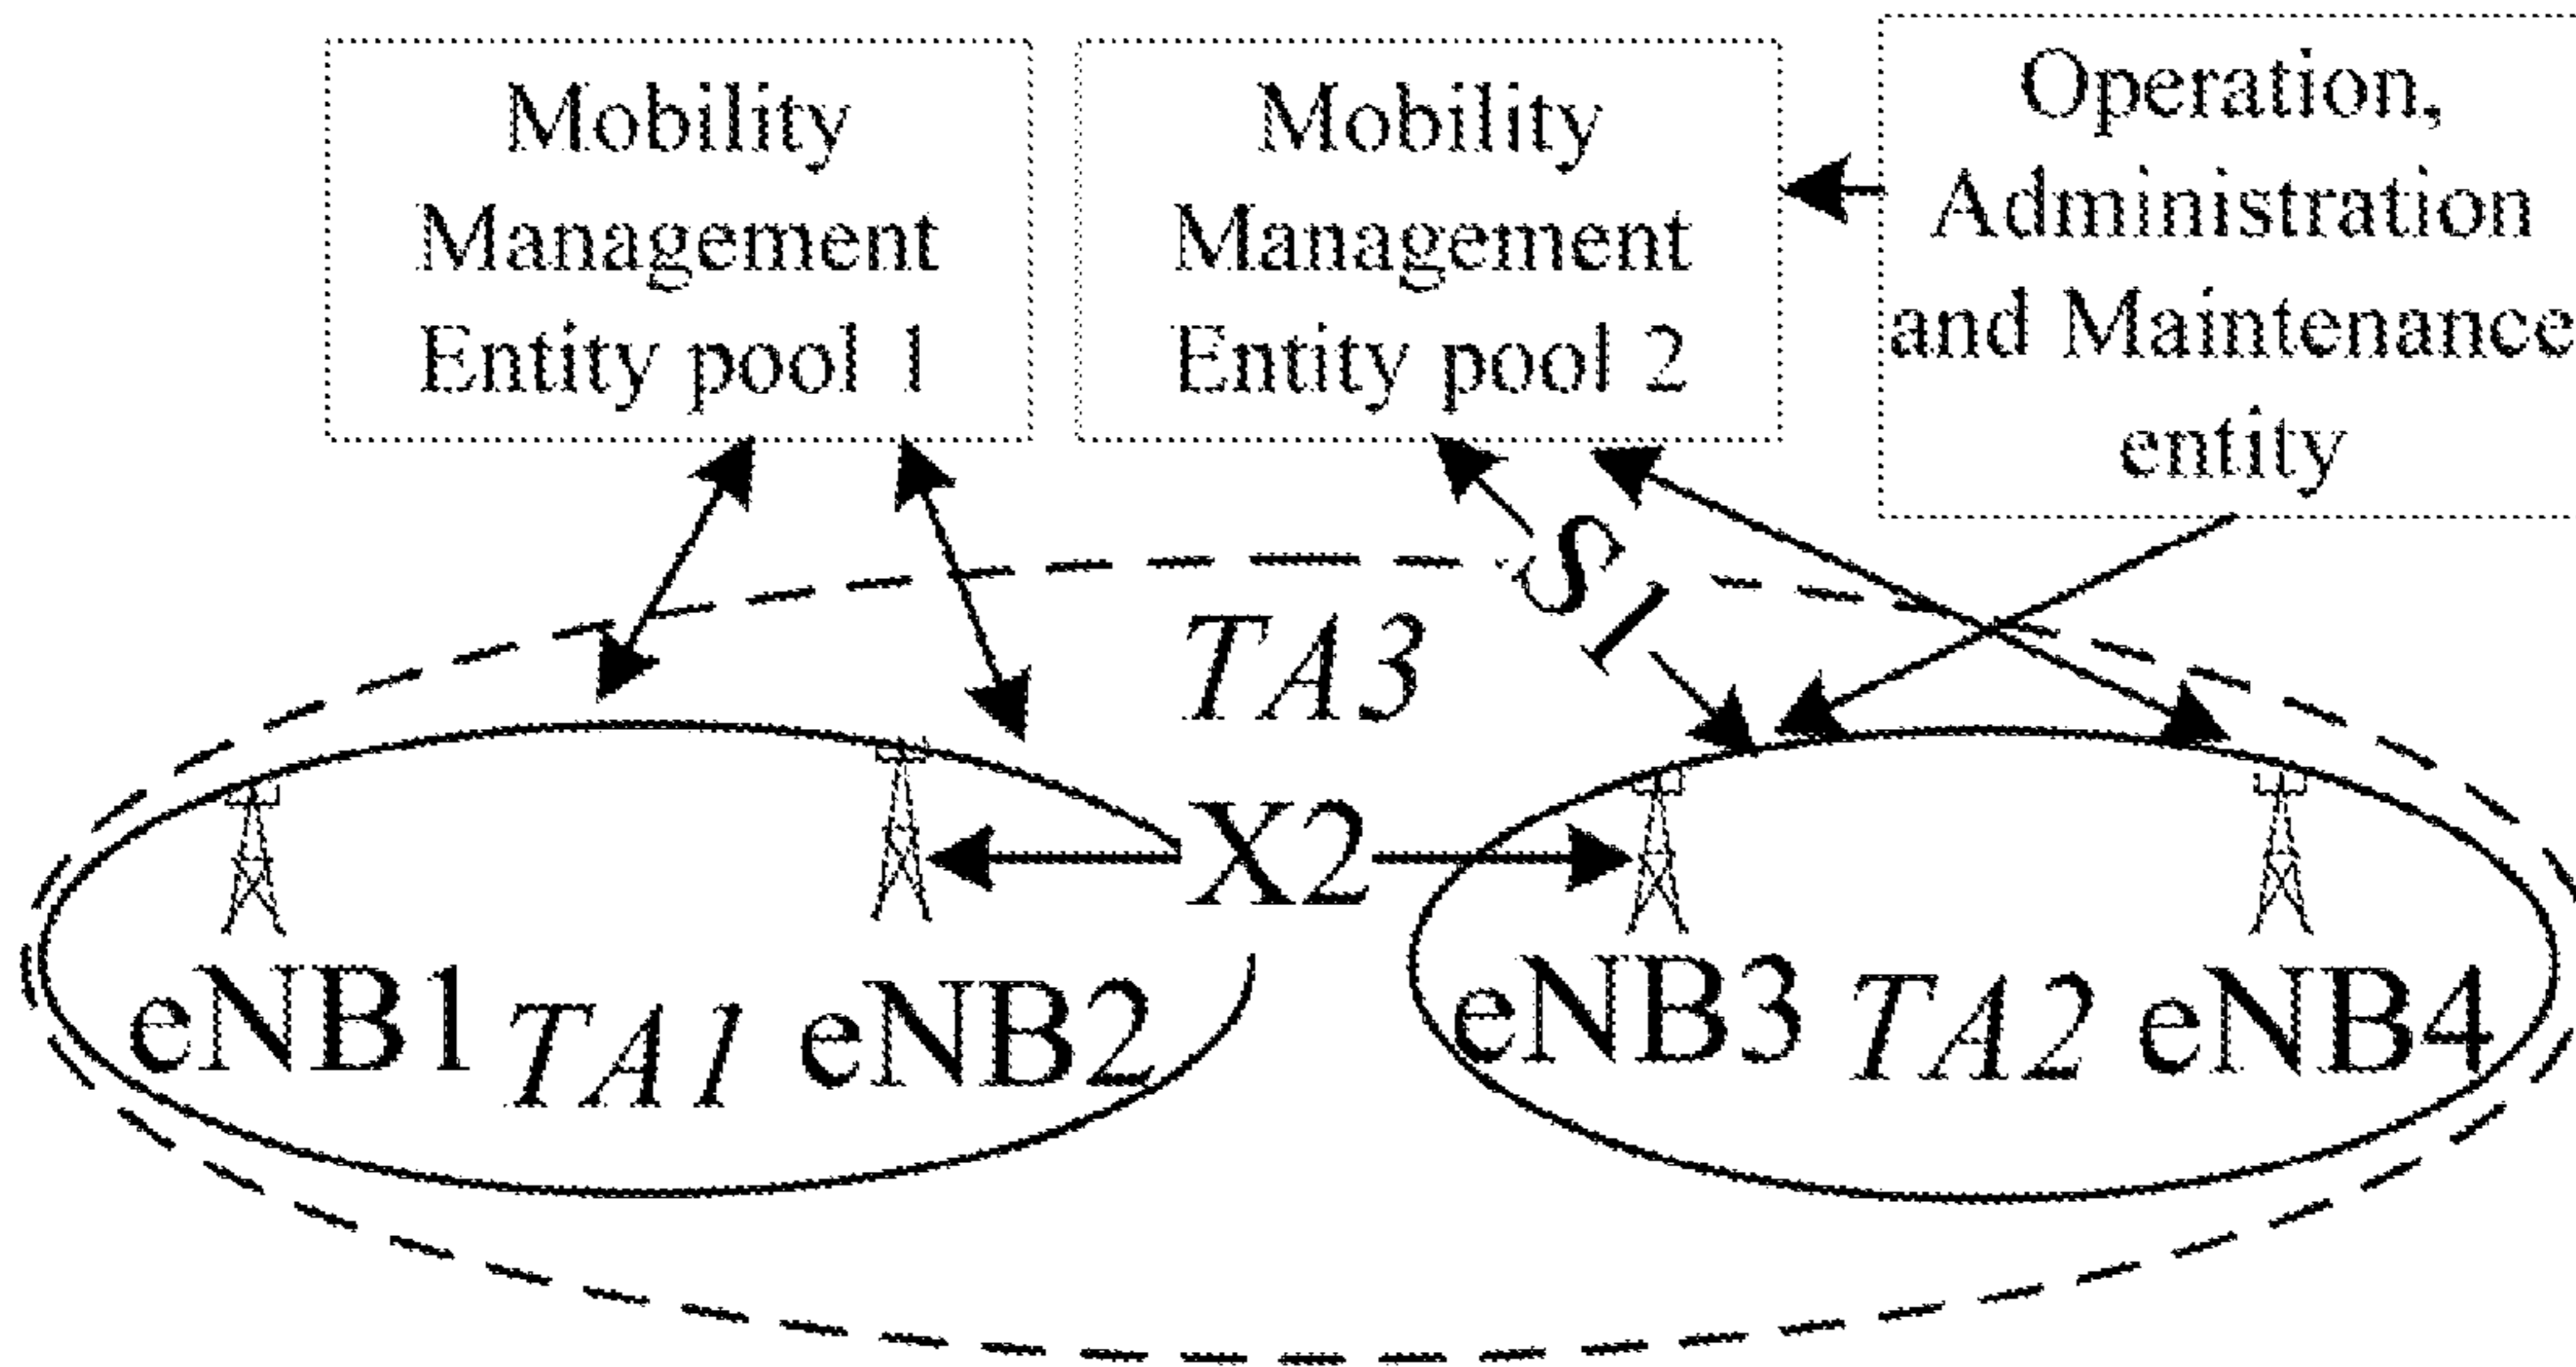 Mobility
Management
Entity pool 1
Mobility
Management
Entity pool 2
Operation,
Administration
and Maintenance
entity
S1
TA3
X2
eNB1
TA1
eNB2
eNB3
TA2
eNB4